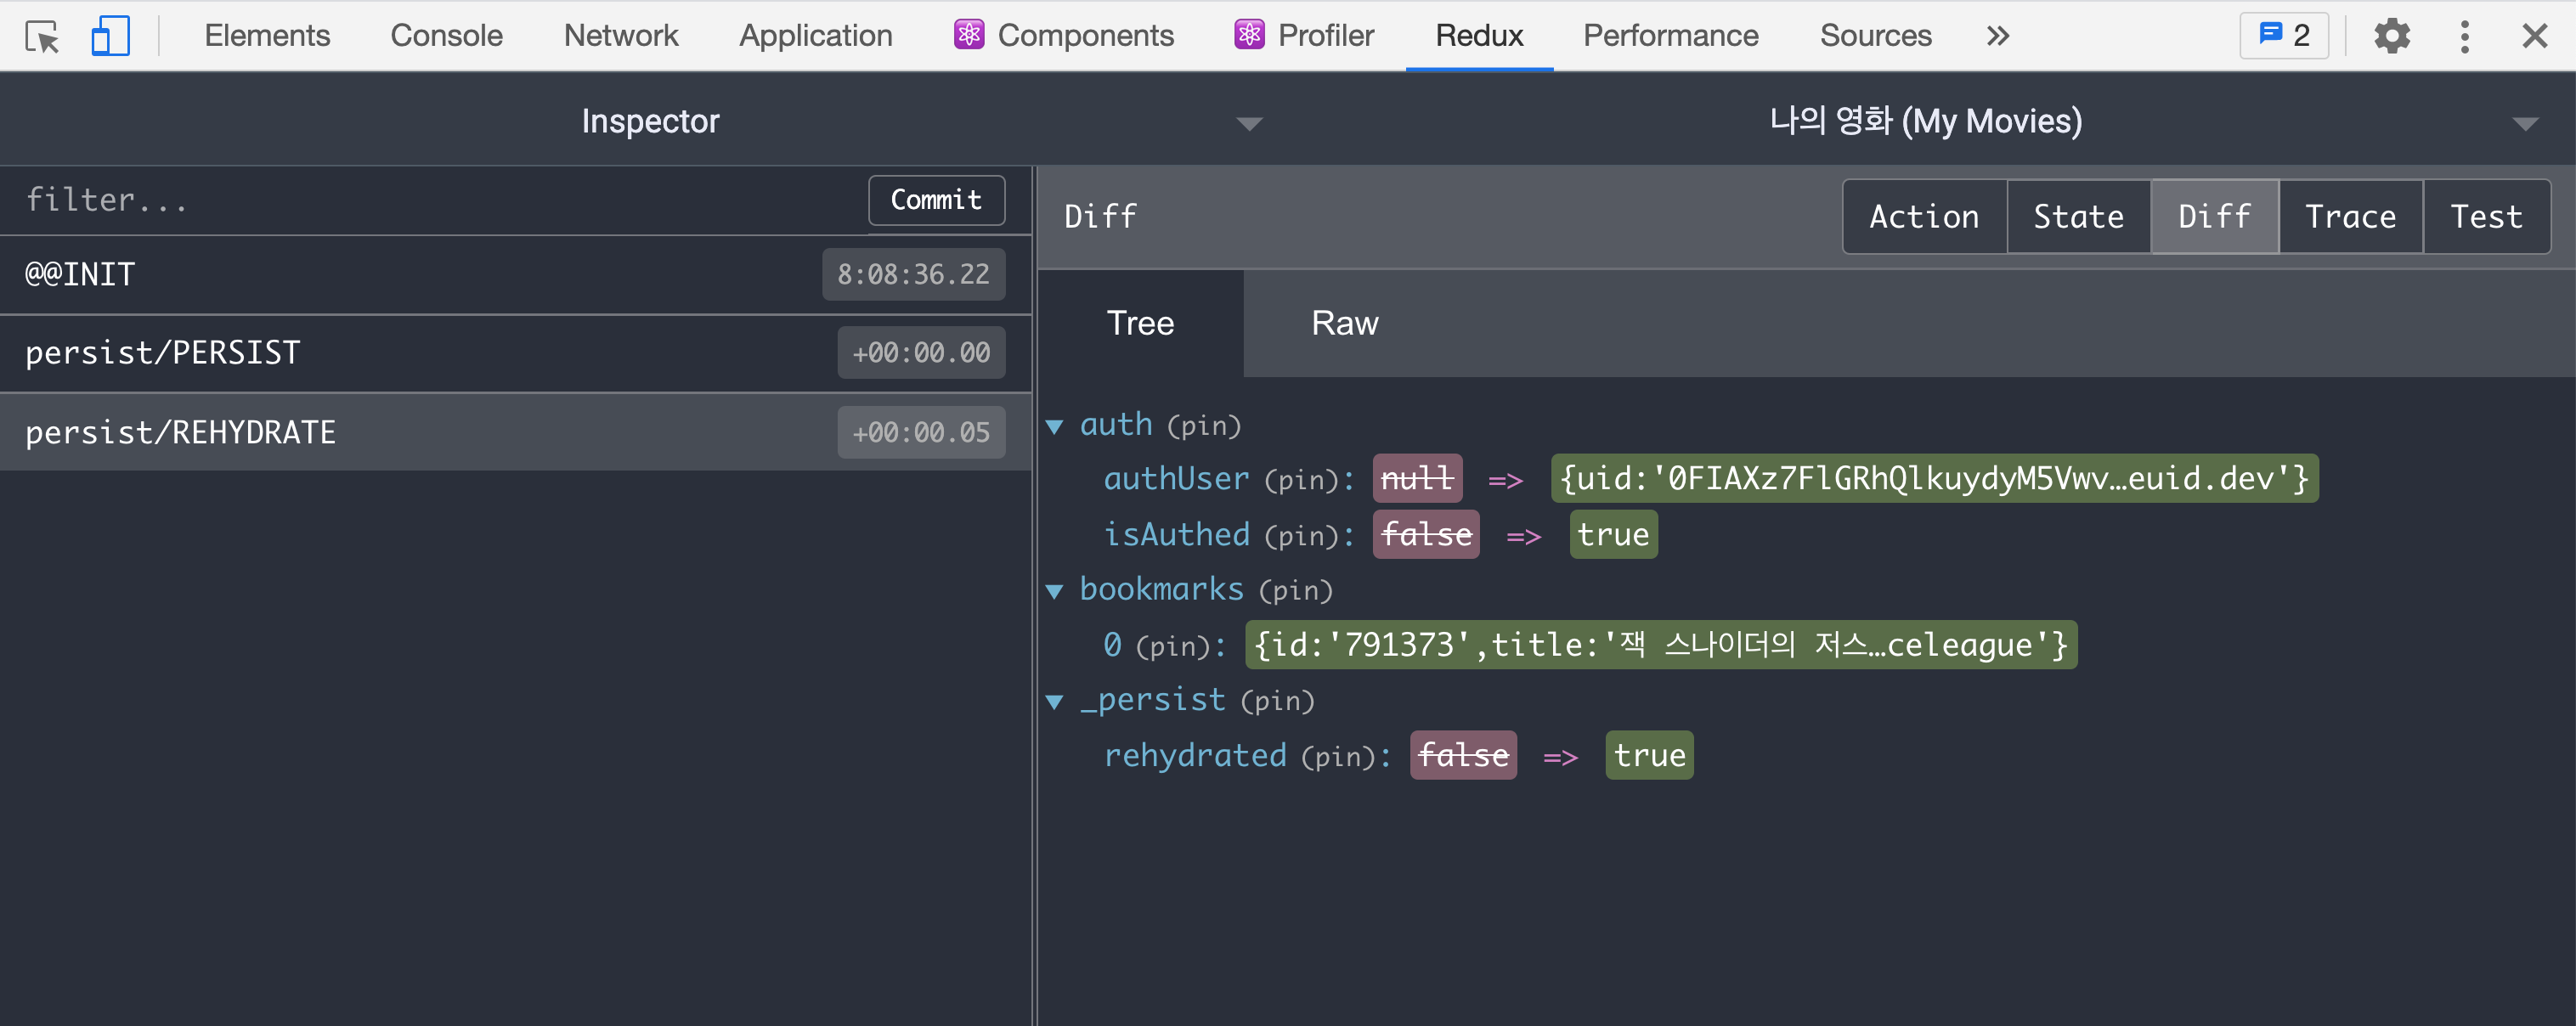 Elements Console Network Application Components Profiler Redux Performance Sources 2
Inspector 나의 영화 (My Movies)
filter... Commit
@@INIT 8:08:36.22
persist/PERSIST +00:00.00
persist/REHYDRATE +00:00.05
Diff Action State Diff Trace Test
Tree Raw
auth (pin)
authUser (pin): null => {uid:'0FIAXz7FlGRhQlkuydyM5Vwv…euid.dev'}
isAuthed (pin): false => true
bookmarks (pin)
0 (pin): {id:'791373',title:'잭 스나이더의 저스…celeague'}
_persist (pin)
rehydrated (pin): false => true